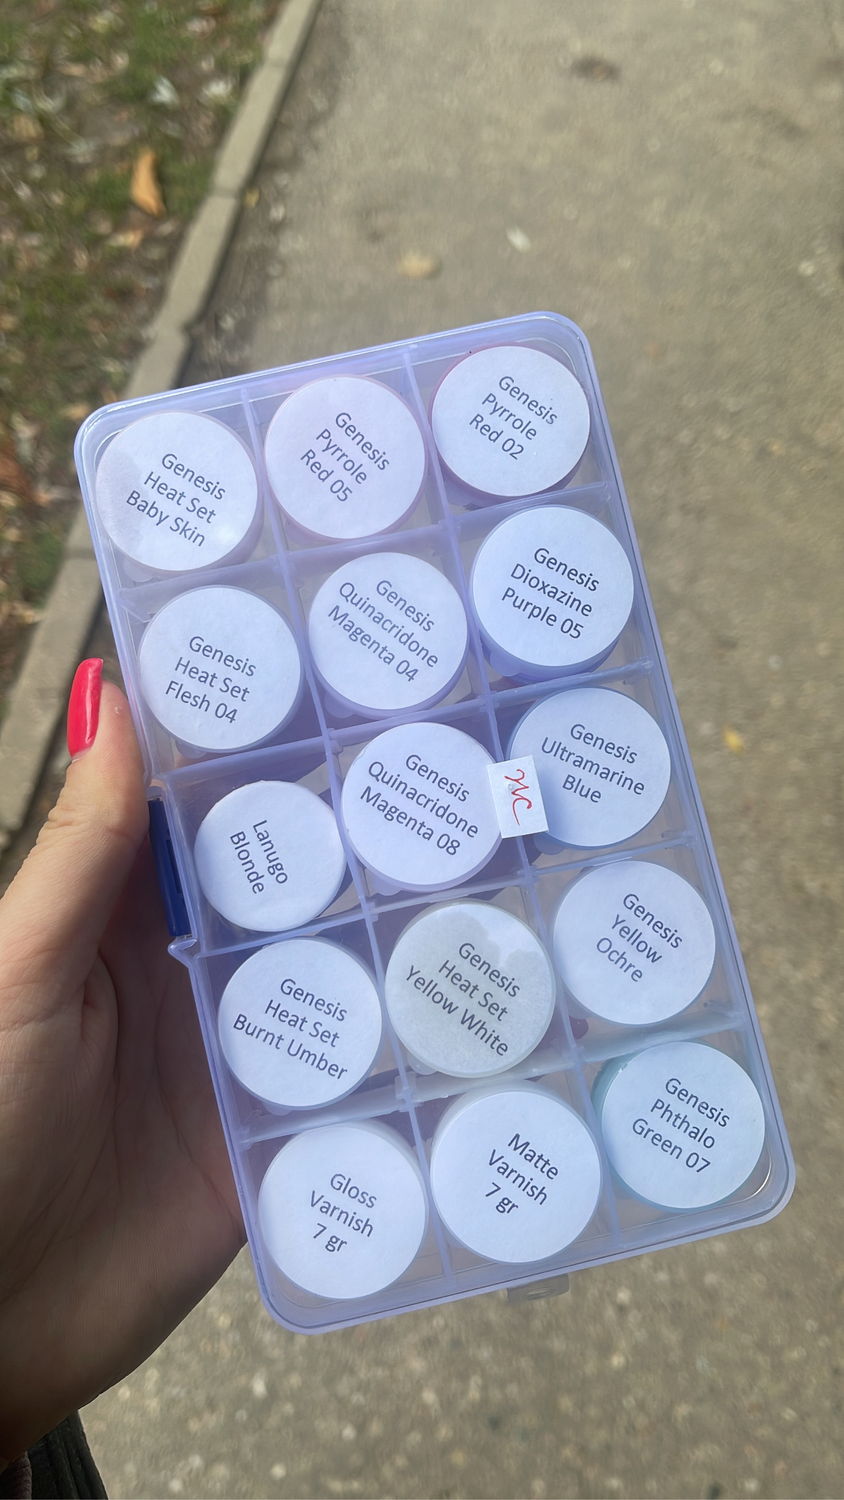 Genesis
Heat Set
Baby Skin
Genesis
Pyrrole
Red 05
Genesis
Pyrrole
Red 02
Genesis
Heat Set
Flesh 04
Genesis
Quinacridone
Magenta 04
Genesis
Dioxazine
Purple 05
Lanugo
Blonde
Genesis
Quinacridone
Magenta 08
Genesis
Ultramarine
Blue
Genesis
Heat Set
Burnt Umber
Genesis
Heat Set
Yellow White
Genesis
Yellow
Ochre
Gloss
Varnish
7 gr
Matte
Varnish
7 gr
Genesis
Phthalo
Green 07